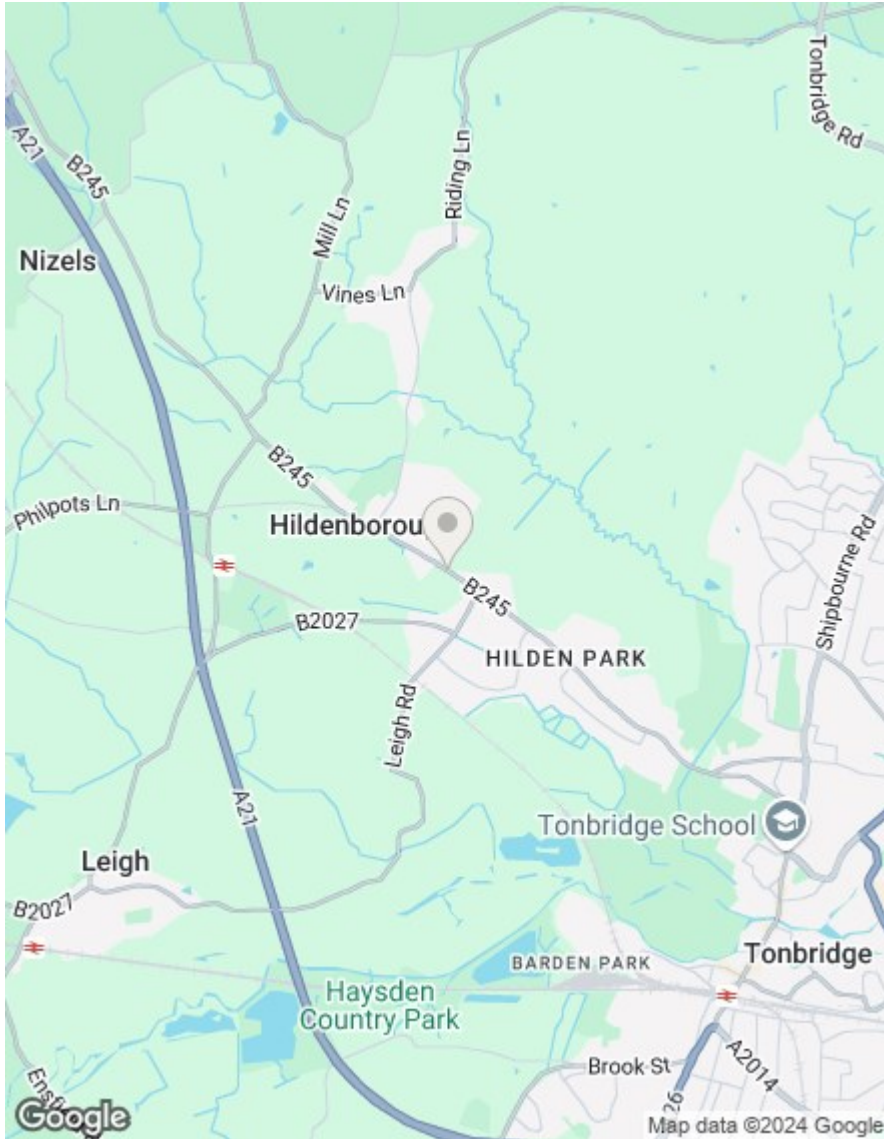 Tonbridge Rd
A21
B245
Riding Ln
Mill Ln
Nizels
Vines Ln
B245
Philpots Ln
Hildenborou
Shipbourne Rd
B245
B2027
HILDEN PARK
Leigh Rd
A21
Tonbridge School
Leigh
B2027
Tonbridge
BARDEN PARK
Haysden
Country Park
Brook St
A2014
26
Google
Map data ©2024 Google